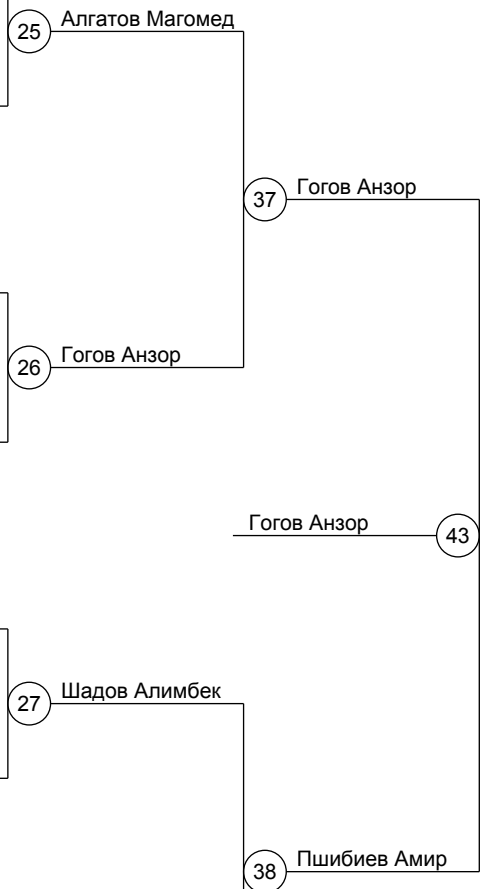 25 Алгатов Магомед
37 Гогов Анзор
26 Гогов Анзор
Гогов Анзор 43
27 Шадов Алимбек
38 Пшибиев Амир